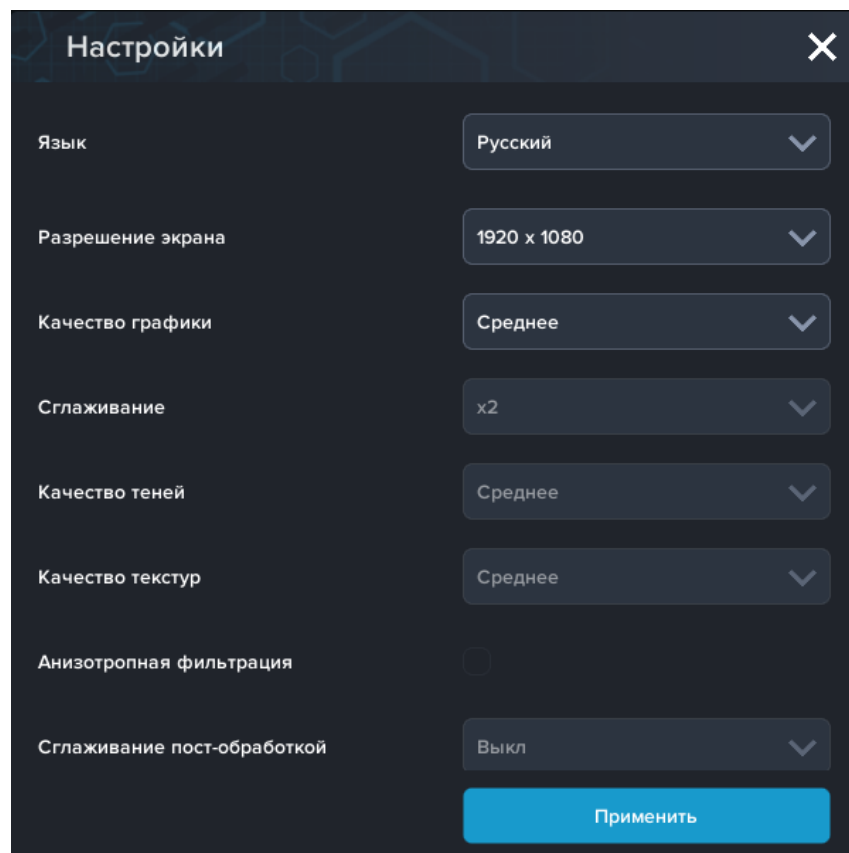 Настройки
Язык
Русский
Разрешение экрана
1920 x 1080
Качество графики
Среднее
Сглаживание
x2
Качество теней
Среднее
Качество текстур
Среднее
Анизотропная фильтрация
Сглаживание пост-обработкой
Выкл
Применить